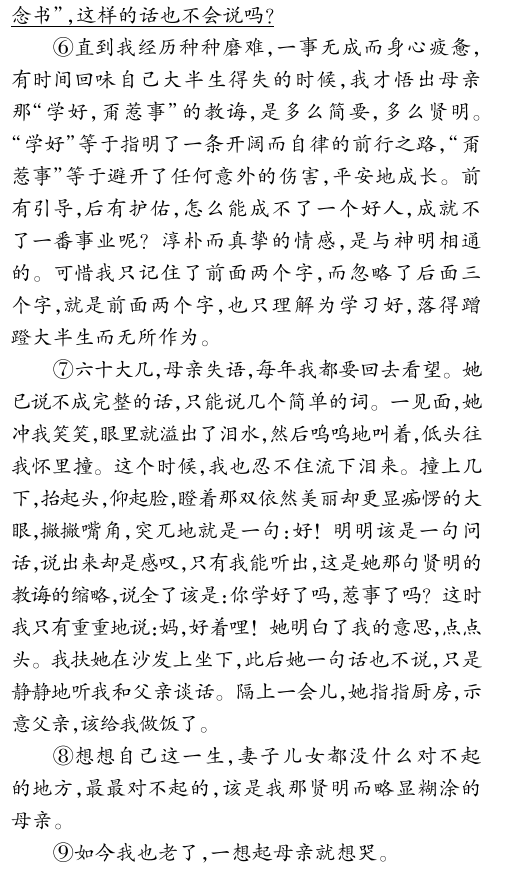 念书”,这样的话也不会说吗?
⑥直到我经历种种磨难,一事无成而身心疲惫,
有时间回味自己大半生得失的时候,我才悟出母亲
那“学好,甭惹事”的教诲,是多么简要,多么贤明。
“学好”等于指明了一条开阔而自律的前行之路,“甭
惹事”等于避开了任何意外的伤害,平安地成长。前
有引导,后有护佑,怎么能成不了一个好人,成就不
了一番事业呢?淳朴而真挚的情感,是与神明相通
的。可惜我只记住了前面两个字,而忽略了后面三
个字,就是前面两个字,也只理解为学习好,落得蹭
蹬大半生而无所作为。
⑦六十大几,母亲失语,每年我都要回去看望。她
已说不成完整的话,只能说几个简单的词。一见面,她
冲我笑笑,眼里就溢出了泪水,然后呜呜地叫着,低头往
我怀里撞。这个时候,我也忍不住流下泪来。撞上几
下,抬起头,仰起脸,瞪着那双依然美丽却更显痴愣的大
眼,撇撇嘴角,突兀地就是一句:好!明明该是一句问
话,说出来却是感叹,只有我能听出,这是她那句贤明的
教诲的缩略,说全了该是:你学好了吗,惹事了吗?这时
我只有重重地说:妈,好着哩!她明白了我的意思,点点
头。我扶她在沙发上坐下,此后她一句话也不说,只是
静静地听我和父亲谈话。隔上一会儿,她指指厨房,示
意父亲,该给我做饭了。
⑧想想自己这一生,妻子儿女都没什么对不起
的地方,最最对不起的,该是我那贤明而略显糊涂的
母亲。
⑨如今我也老了,一想起母亲就想哭。